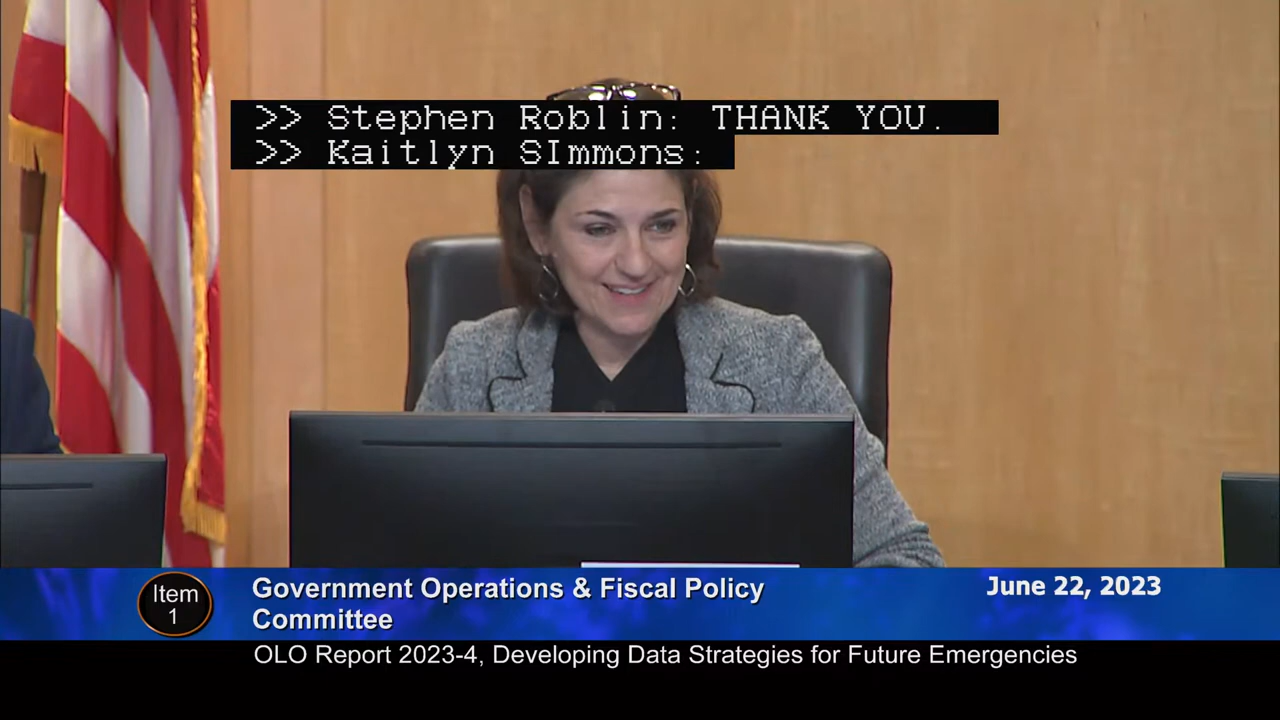 >> Stephen Roblin: THANK YOU.
>> Kaitlyn SImmons:
Item
1
Government Operations & Fiscal Policy
Committee
June 22, 2023
OLO Report 2023-4, Developing Data Strategies for Future Emergencies